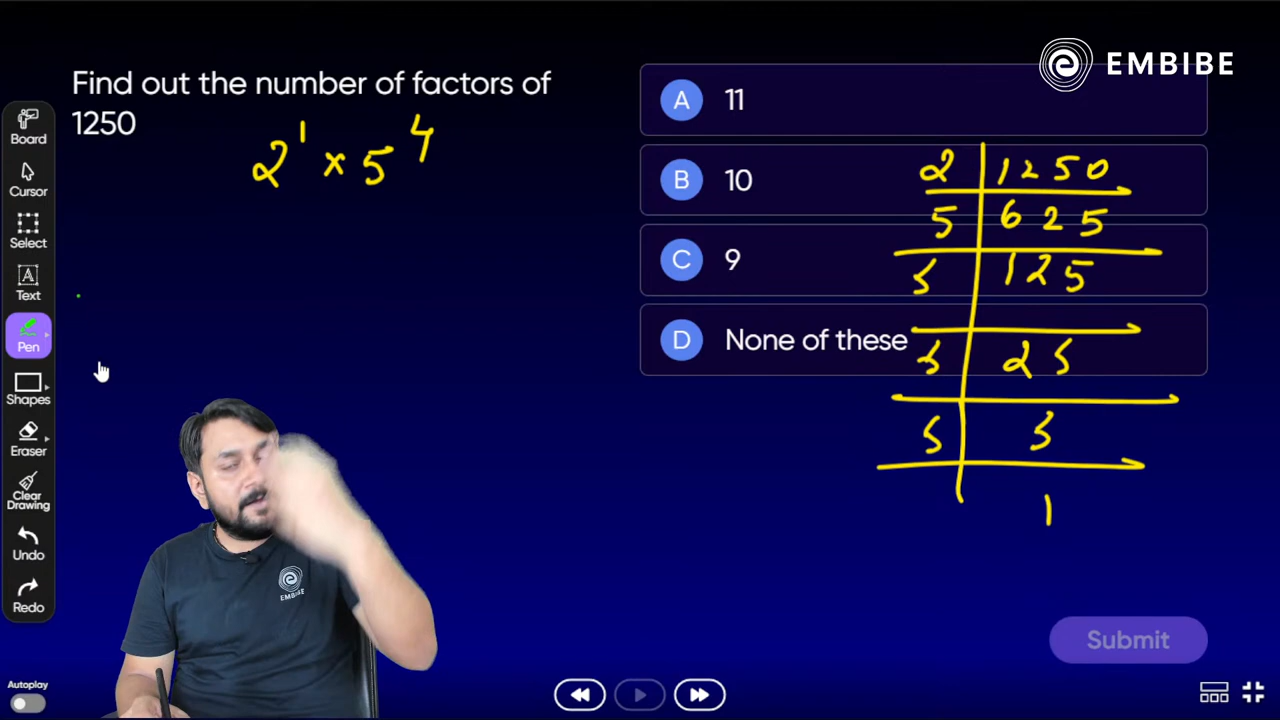 EMBIBE
Find out the number of factors of
1250
2¹ × 5⁴
A 11
B 10
C 9
D None of these
2 1250
5 625
5 125
5 25
5 5
1
Board
Cursor
Select
Text
Pen
Shapes
Eraser
Clear
Drawing
Undo
Redo
EMBIBE
Submit
Autoplay